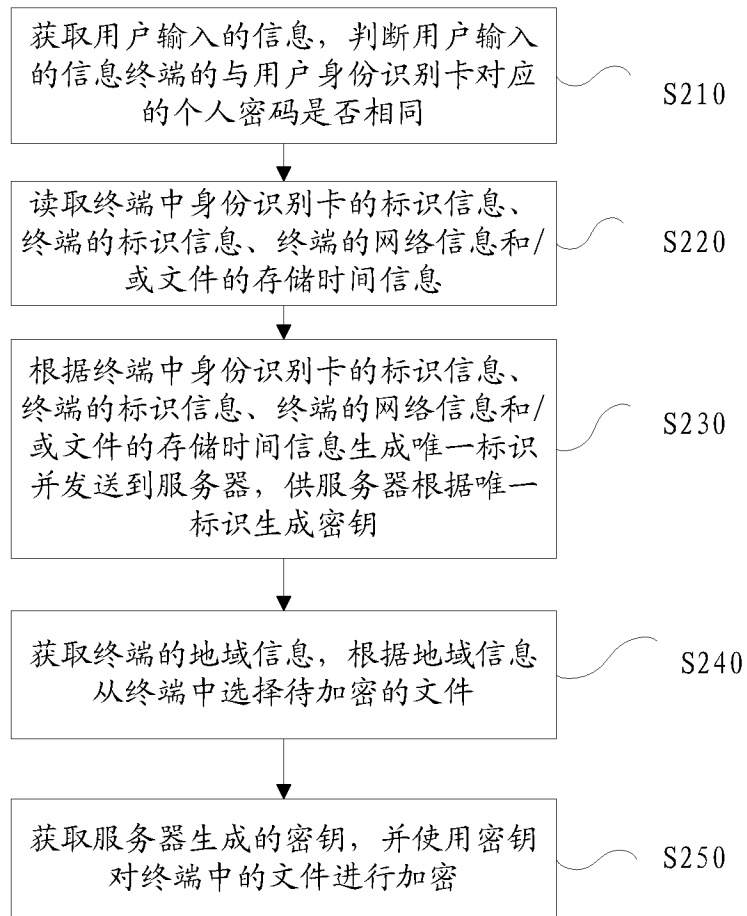 获取用户输入的信息，判断用户输入
的信息终端的与用户身份识别卡对应
的个人密码是否相同
S210
读取终端中身份识别卡的标识信息、
终端的标识信息、终端的网络信息和/
或文件的存储时间信息
S220
根据终端中身份识别卡的标识信息、
终端的标识信息、终端的网络信息和/
或文件的存储时间信息生成唯一标识
并发送到服务器，供服务器根据唯一
标识生成密钥
S230
获取终端的地域信息，根据地域信息
从终端中选择待加密的文件
S240
获取服务器生成的密钥，并使用密钥
对终端中的文件进行加密
S250